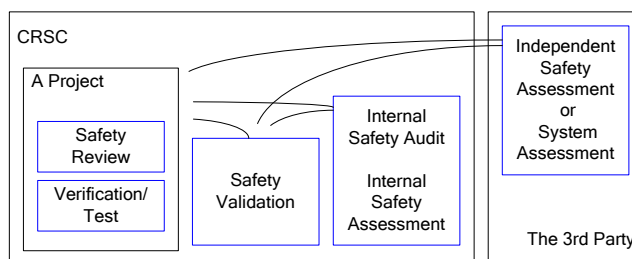 CRSC
A Project
Safety
Review
Verification/
Test
Safety
Validation
Internal
Safety Audit
Internal
Safety
Assessment
Independent
Safety
Assessment
or
System
Assessment
The 3rd Party